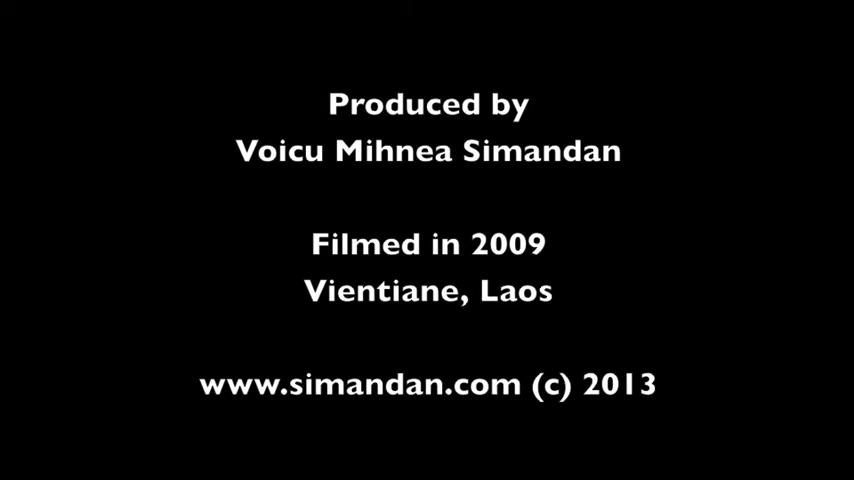 Produced by
Voicu Mihnea Simandan
Filmed in 2009
Vientiane, Laos
www.simandan.com (c) 2013